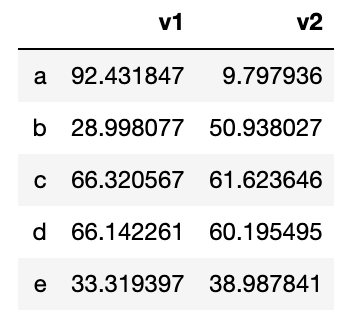 v1 v2
a 92.431847 9.797936
b 28.998077 50.938027
c 66.320567 61.623646
d 66.142261 60.195495
e 33.319397 38.987841